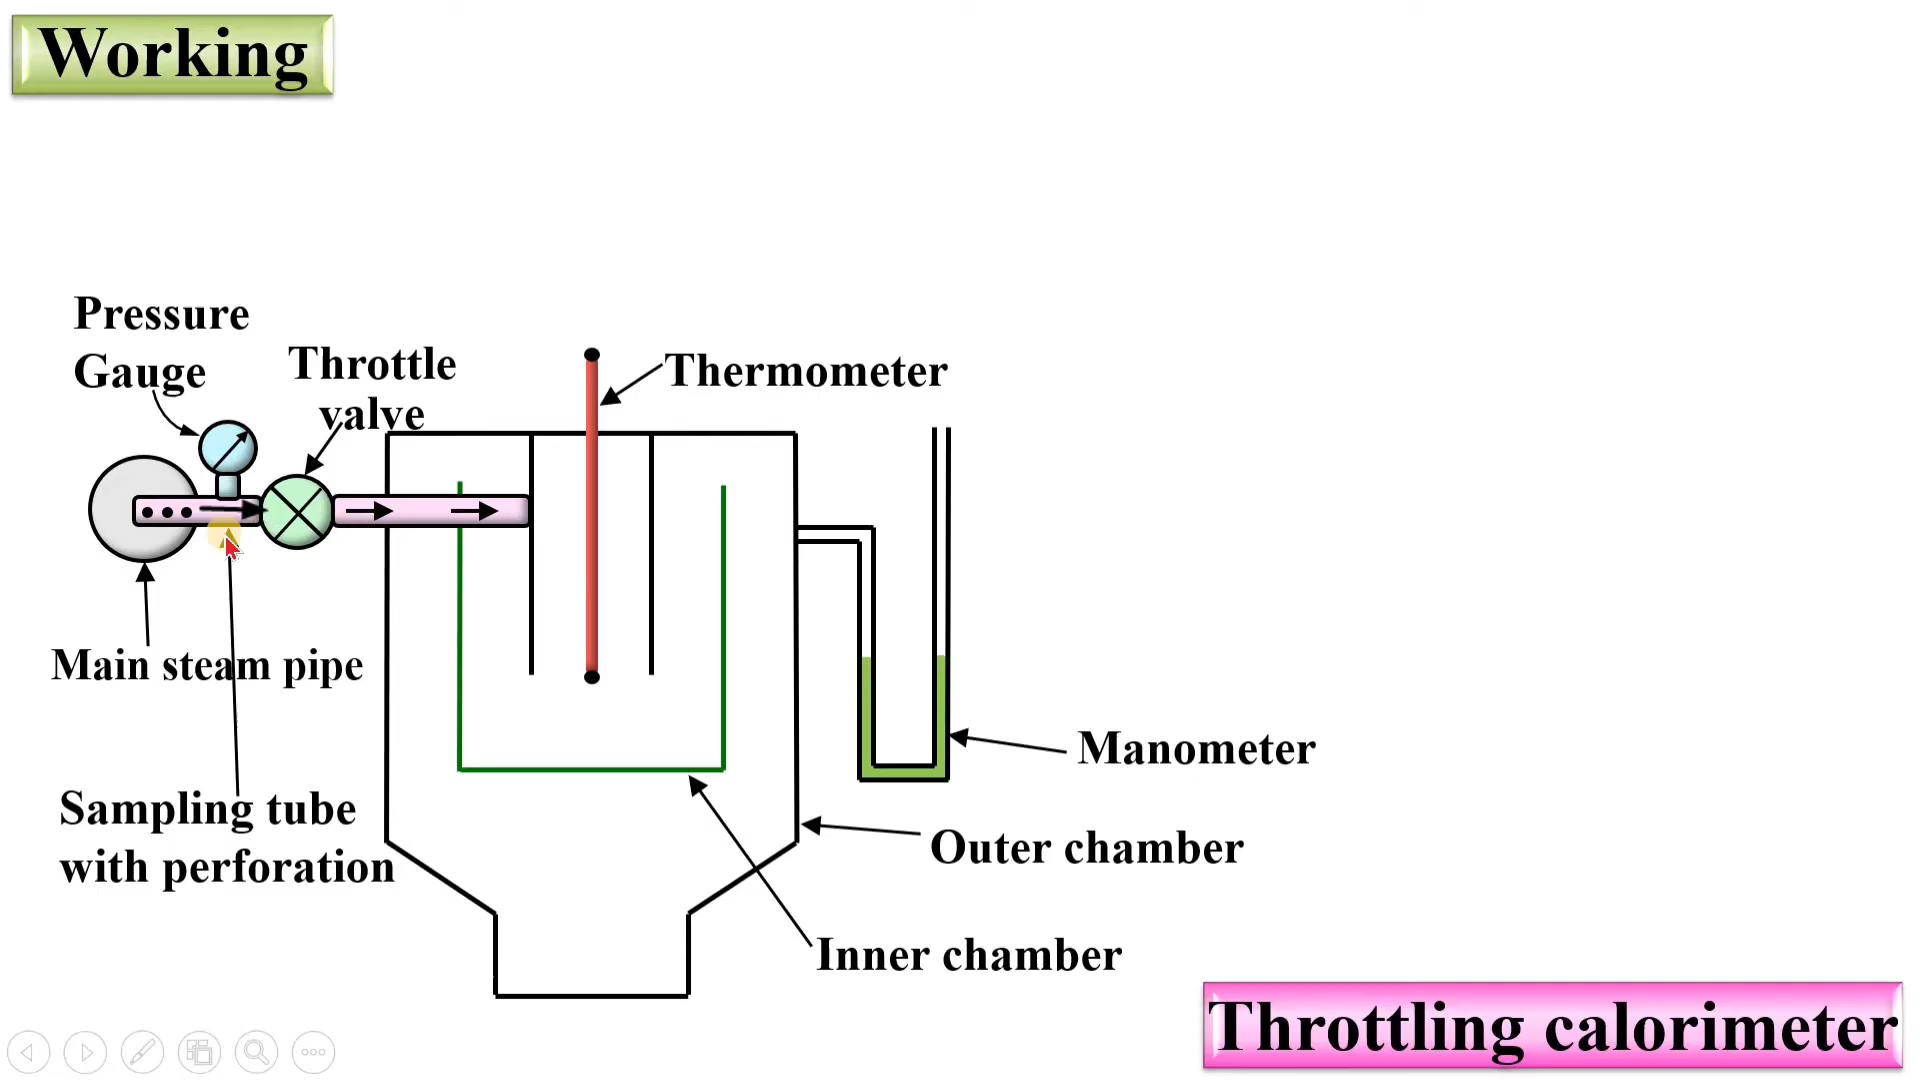 Working
Pressure
Gauge
Throttle
valve
Thermometer
Main steam pipe
Manometer
Sampling tube
with perforation
Outer chamber
Inner chamber
Throttling calorimeter